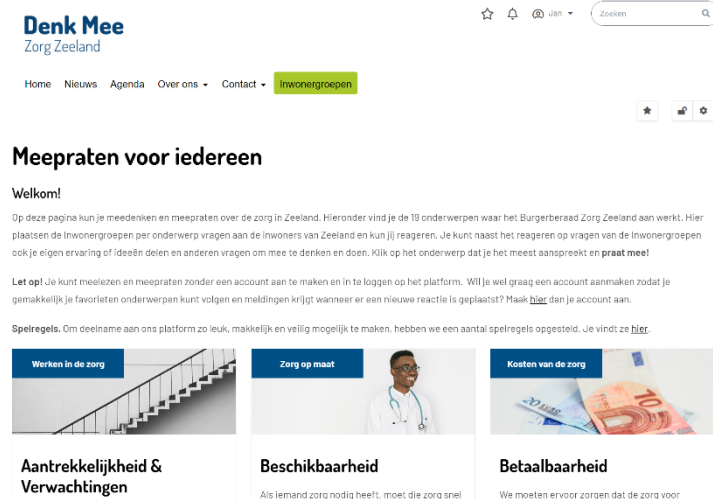 Denk Mee
Zorg Zeeland
Jan
Zoeken
Home Nieuws Agenda Over ons Contact Inwonergroepen
Meepraten voor iedereen
Welkom!
Op deze pagina kun je meedenken en meepraten over de zorg in Zeeland. Hieronder vind je de 19 onderwerpen waar het Burgerberaad Zorg Zeeland aan werkt. Hier
plaatsen de Inwonergroepen per onderwerp vragen aan de inwoners van Zeeland en kun jij reageren. Je kunt naast het reageren op vragen van de Inwonergroepen
ook je eigen ervaring of ideeën delen en anderen vragen om mee te denken en doen. Klik op het onderwerp dat je het meest aanspreekt en praat mee!
Let op! Je kunt meelezen en meepraten zonder een account aan te maken en in te loggen op het platform. Wil je wel graag een account aanmaken zodat je
gemakkelijk je favorieten onderwerpen kunt volgen en meldingen krijgt wanneer er een nieuwe reactie is geplaatst? Maak hier dan je account aan.
Spelregels. Om deelname aan ons platform zo leuk, makkelijk en veilig mogelijk te maken, hebben we een aantal spelregels opgesteld. Je vindt ze hier.
Werken in de zorg
Zorg op maat
Kosten van de zorg
20 EURO
10
Aantrekkelijkheid &
Verwachtingen
Beschikbaarheid
Als iemand zorg nodig heeft, moet die zorg snel
Betaalbaarheid
We moeten ervoor zorgen dat de zorg voor